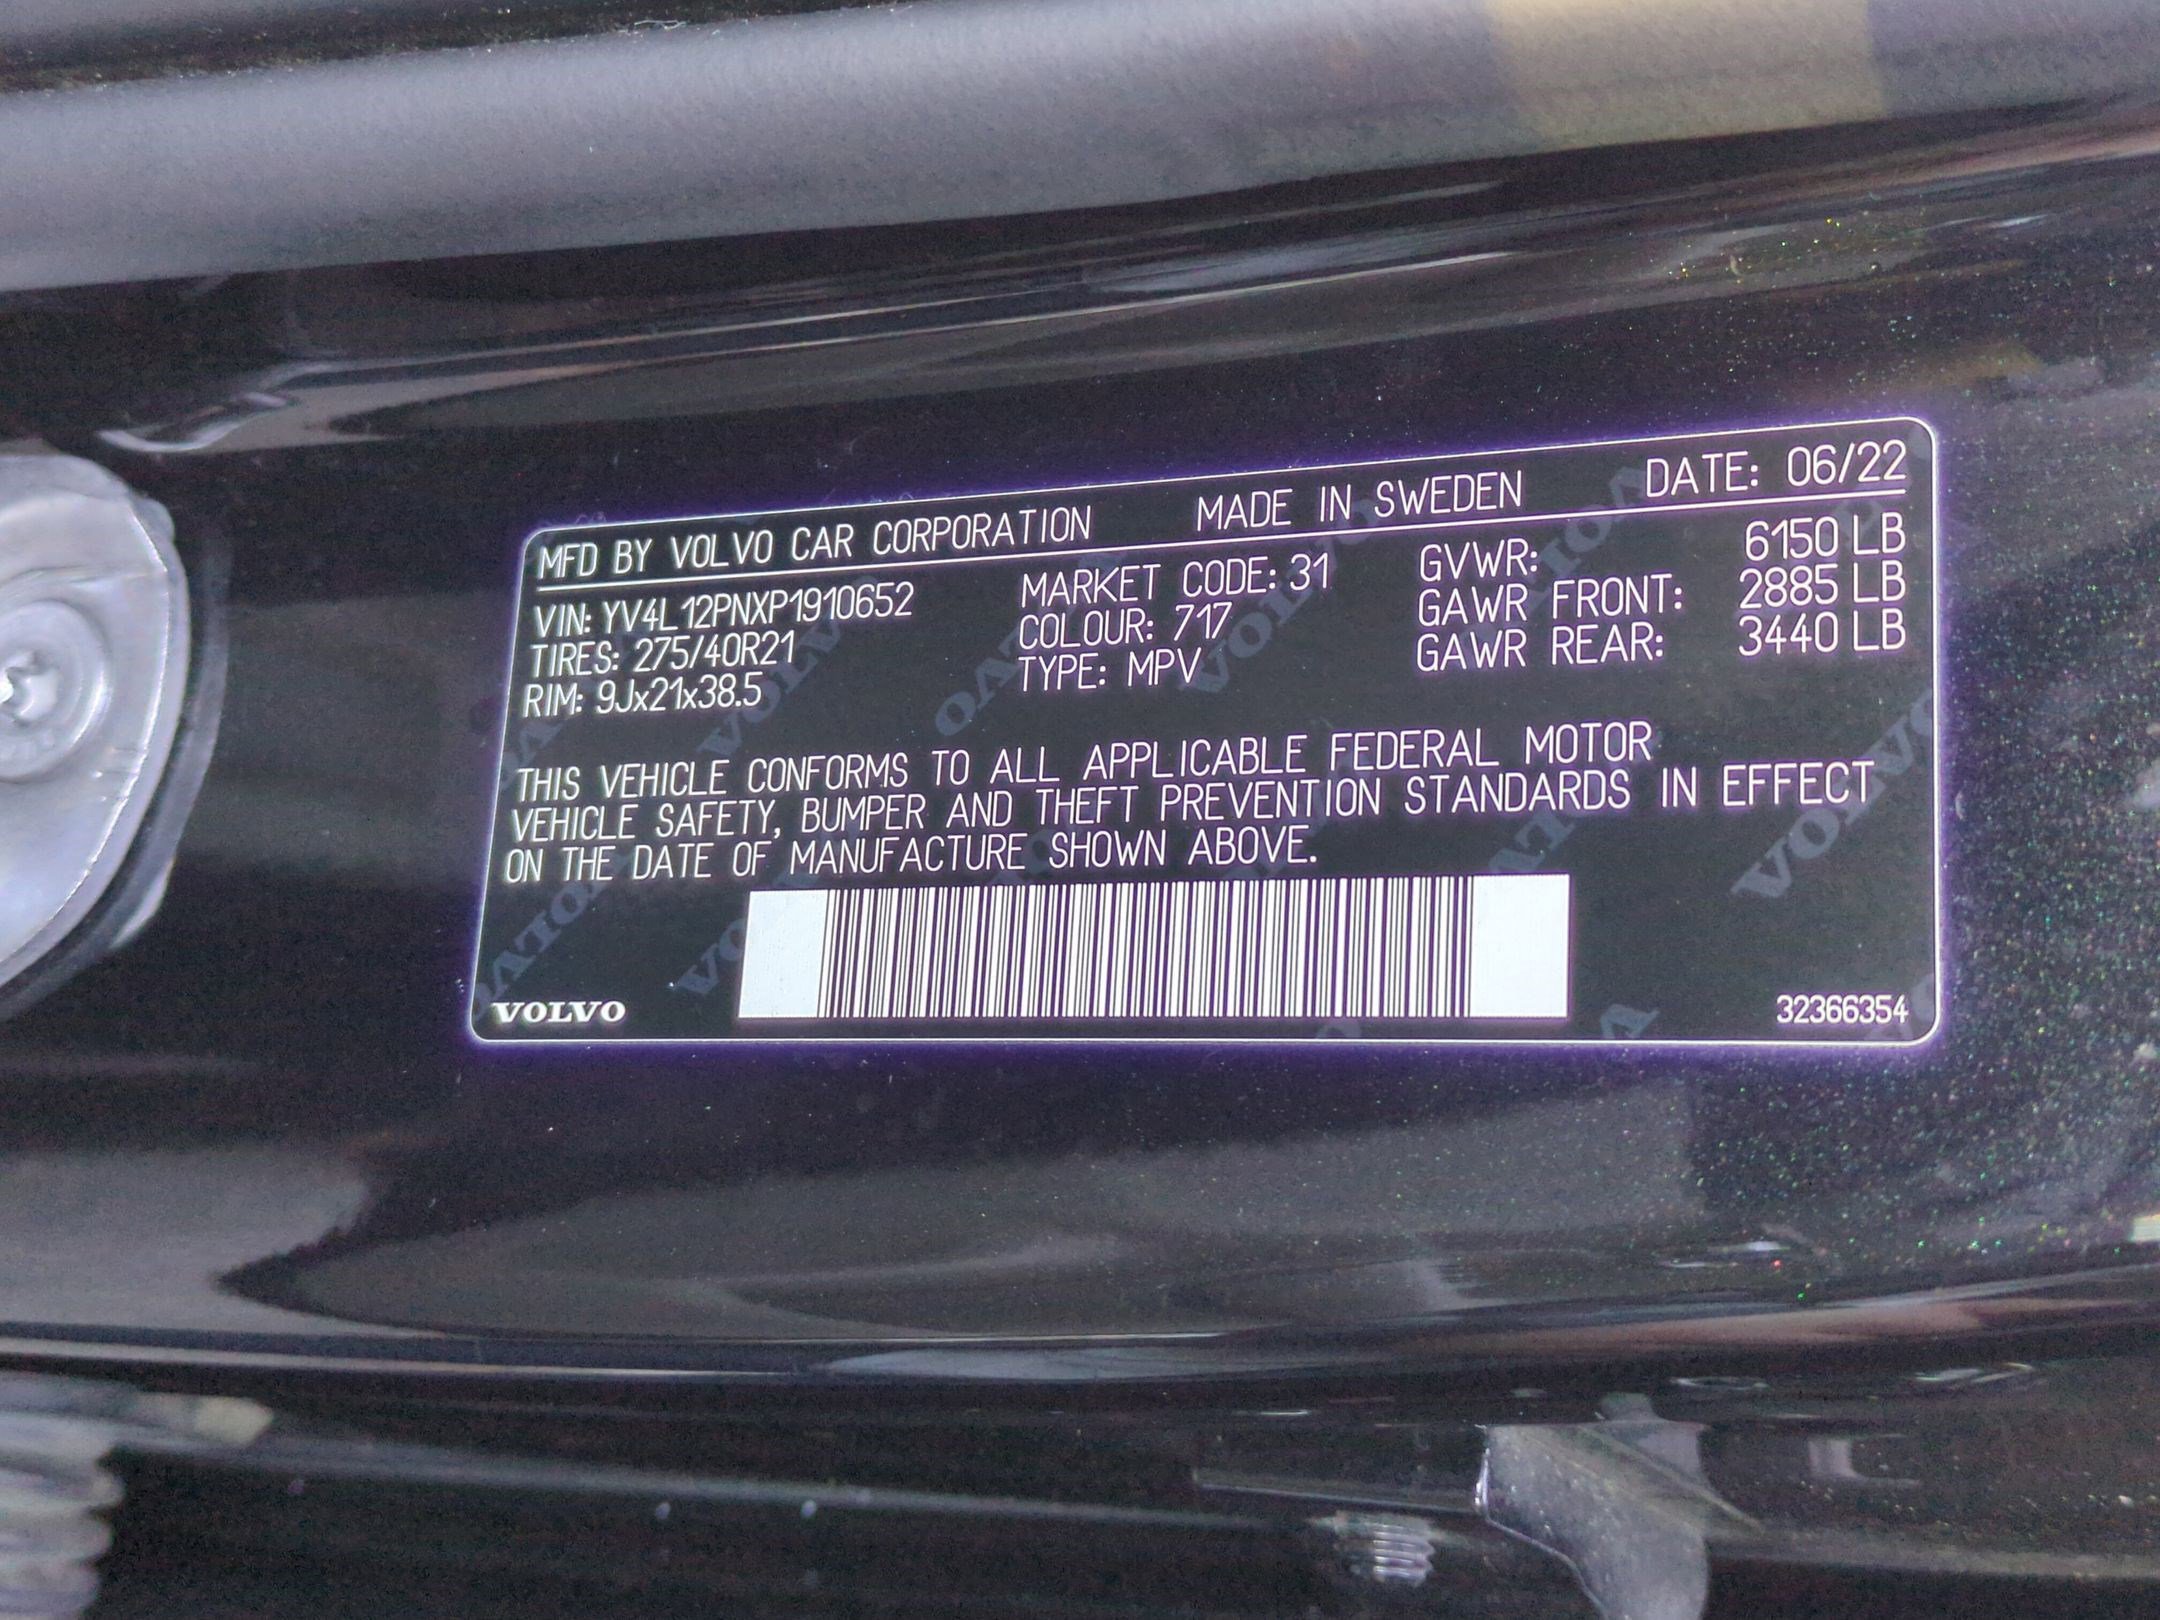 MFD BY VOLVO CAR CORPORATION MADE IN SWEDEN DATE: 06/22
VIN: YV4L12PNXP1910652 MARKET CODE: 31 GVWR: 6150 LB
TIRES: 275/40R21 COLOUR: 717 GAWR FRONT: 2885 LB
RIM: 9Jx21x38.5 TYPE: MPV GAWR REAR: 3440 LB
THIS VEHICLE CONFORMS TO ALL APPLICABLE FEDERAL MOTOR
VEHICLE SAFETY, BUMPER AND THEFT PREVENTION STANDARDS IN EFFECT
ON THE DATE OF MANUFACTURE SHOWN ABOVE.
VOLVO 32366354